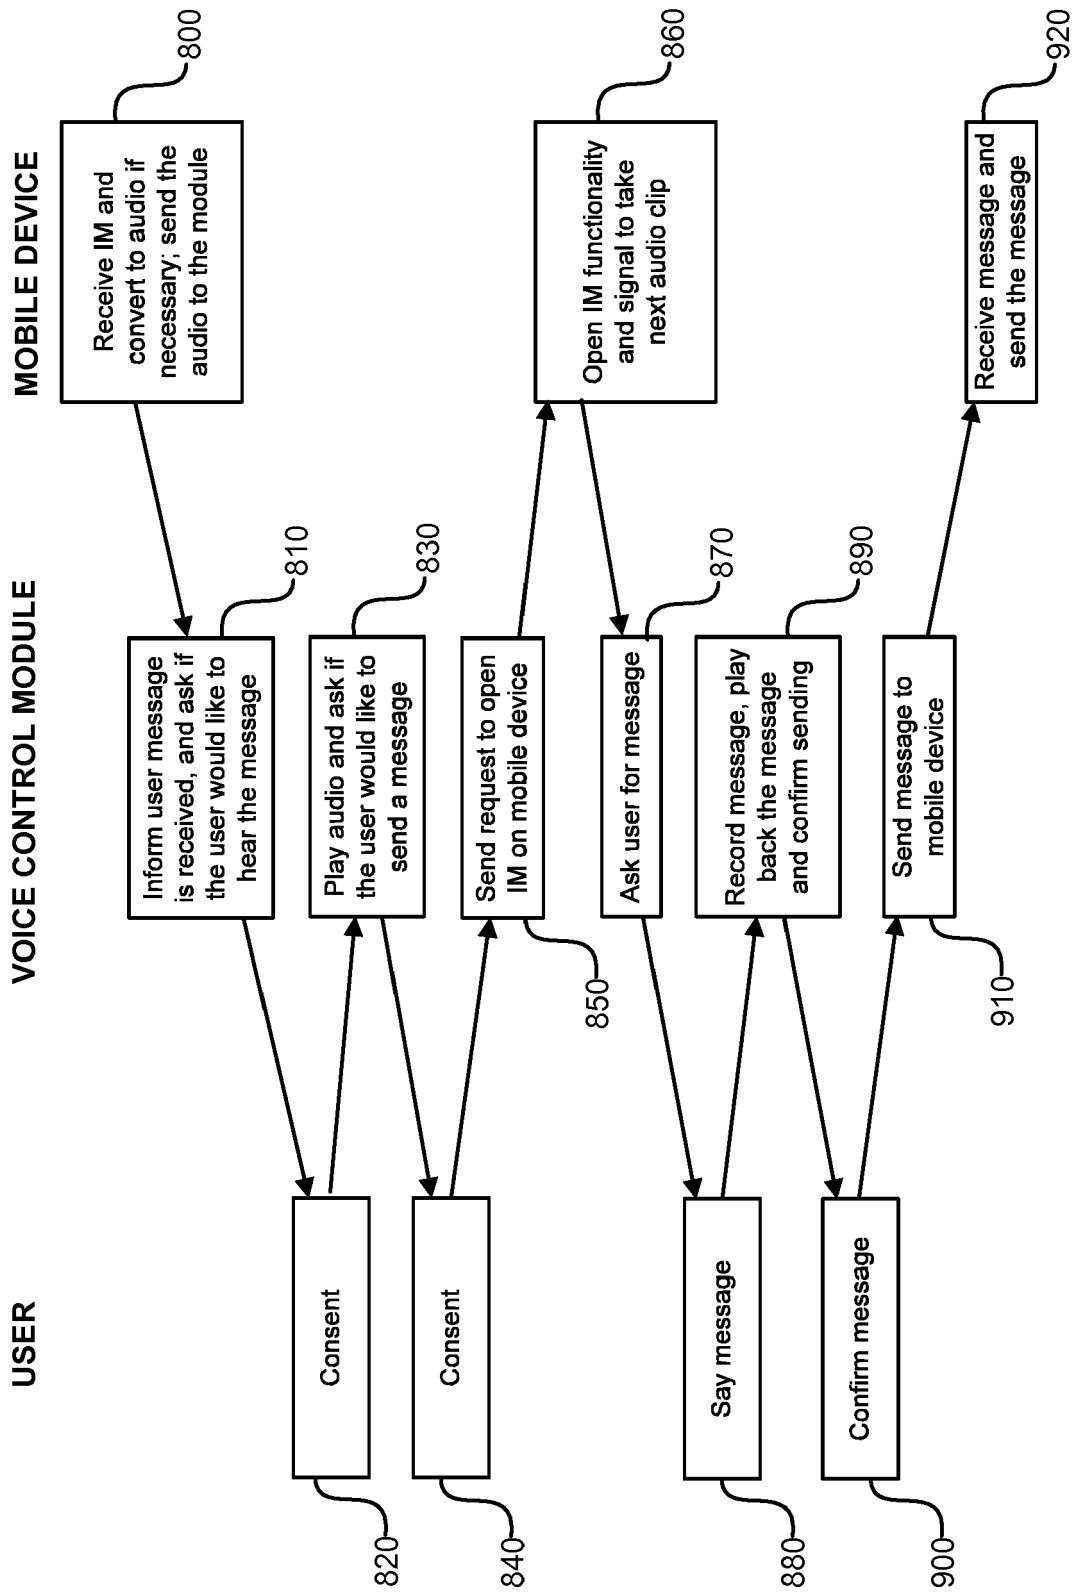 USER
VOICE CONTROL MODULE
MOBILE DEVICE
Receive IM and
convert to audio if
necessary; send the
audio to the module
800
Inform user message
is received, and ask if
the user would like to
hear the message
810
Consent
820
Play audio and ask if
the user would like to
send a message
830
Consent
840
Send request to open
IM on mobile device
850
Open IM functionality
and signal to take
next audio clip
860
Ask user for message
870
Say message
880
Record message, play
back the message
and confirm sending
890
Confirm message
900
Send message to
mobile device
910
Receive message and
send the message
920